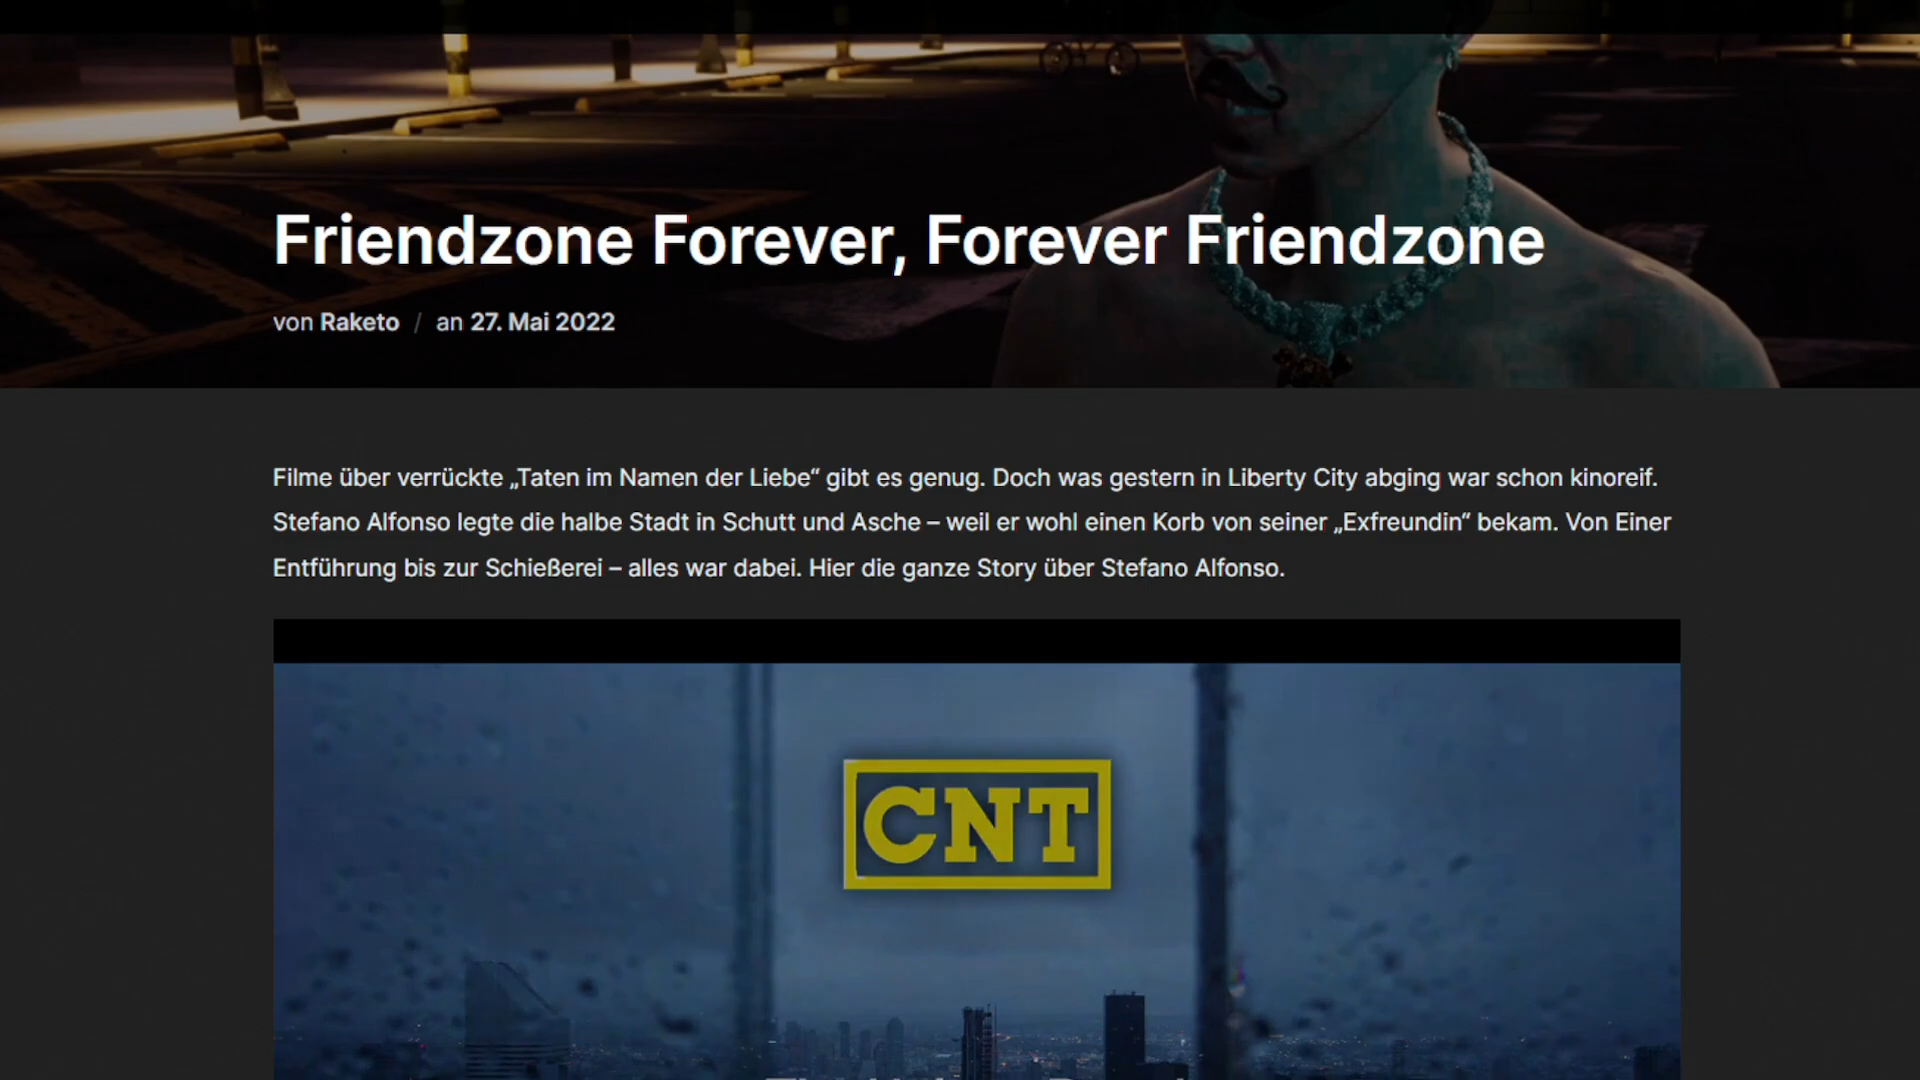 Friendzone Forever, Forever Friendzone
von Raketo / an 27. Mai 2022
Filme über verrückte „Taten im Namen der Liebe“ gibt es genug. Doch was gestern in Liberty City abging war schon kinoreif.
Stefano Alfonso legte die halbe Stadt in Schutt und Asche – weil er wohl einen Korb von seiner „Exfreundin“ bekam. Von Einer
Entführung bis zur Schießerei – alles war dabei. Hier die ganze Story über Stefano Alfonso.
CNT